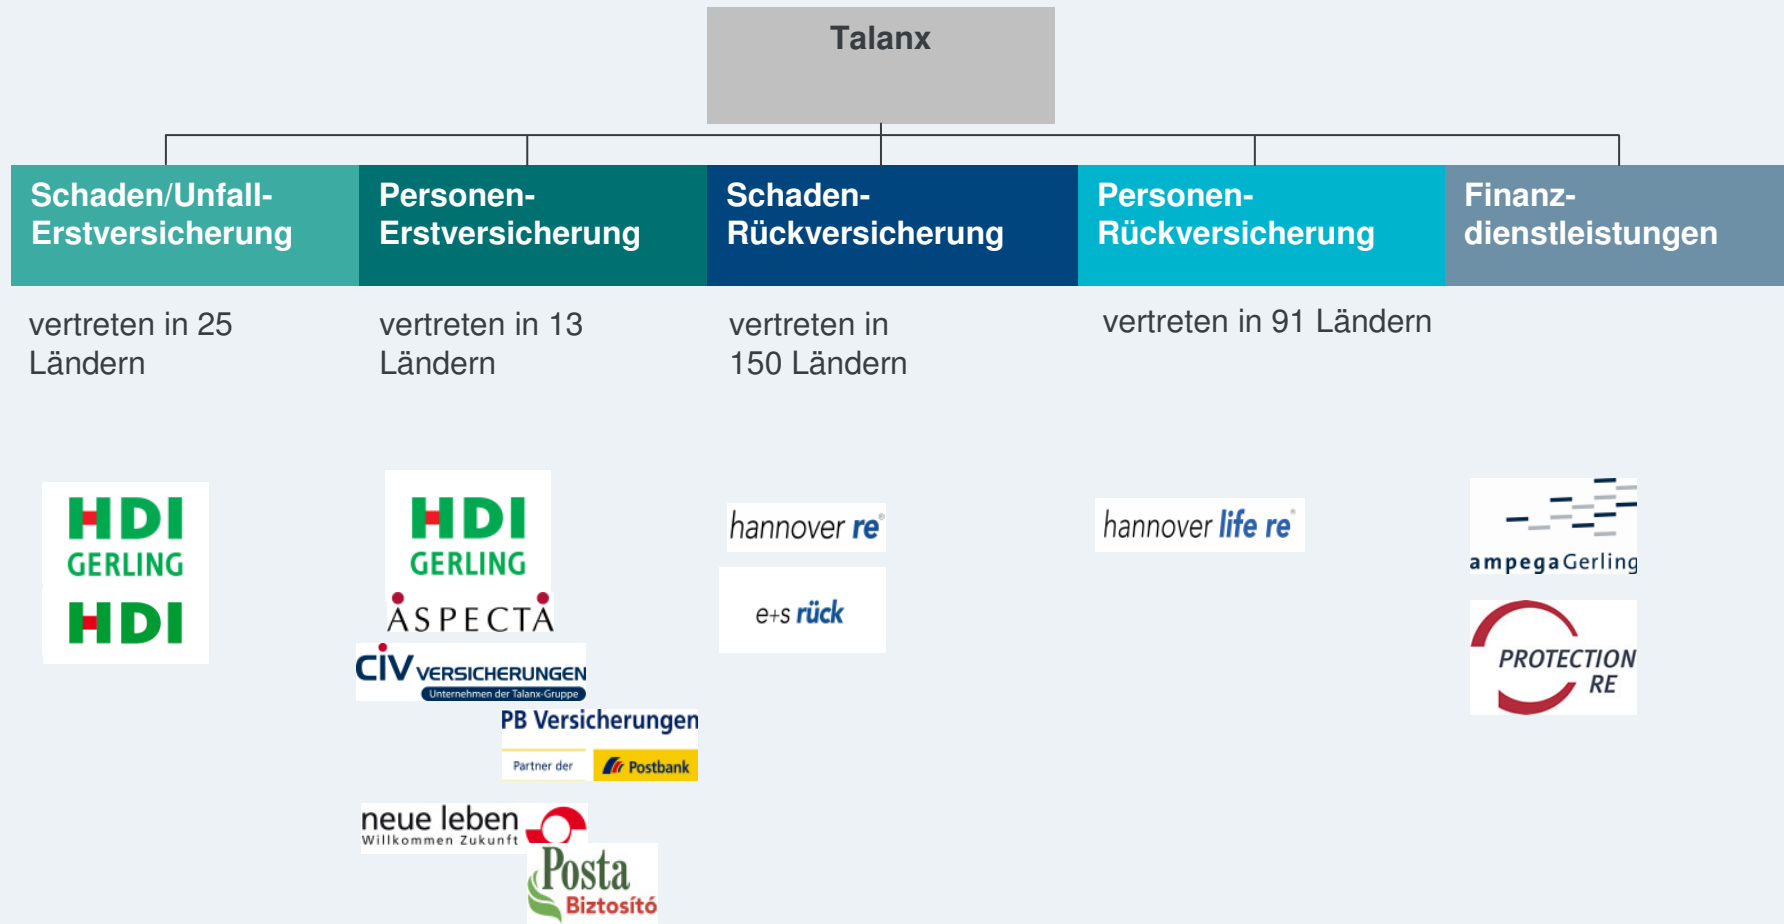 Talanx
Schaden/Unfall-
Erstversicherung
vertreten in 25
Ländern
HDI
GERLING
HDI
Personen-
Erstversicherung
vertreten in 13
Ländern
HDI
GERLING
ASPECTA
CiV VERSICHERUNGEN
Unternehmen der Talanx-Gruppe
PB Versicherungen
Partner der Postbank
neue leben
Willkommen Zukunft
Posta
Biztosító
Schaden-
Rückversicherung
vertreten in
150 Ländern
hannover re®
e+s rück
Personen-
Rückversicherung
vertreten in 91 Ländern
hannover life re®
Finanz-
dienstleistungen
ampegaGerling
PROTECTION
RE